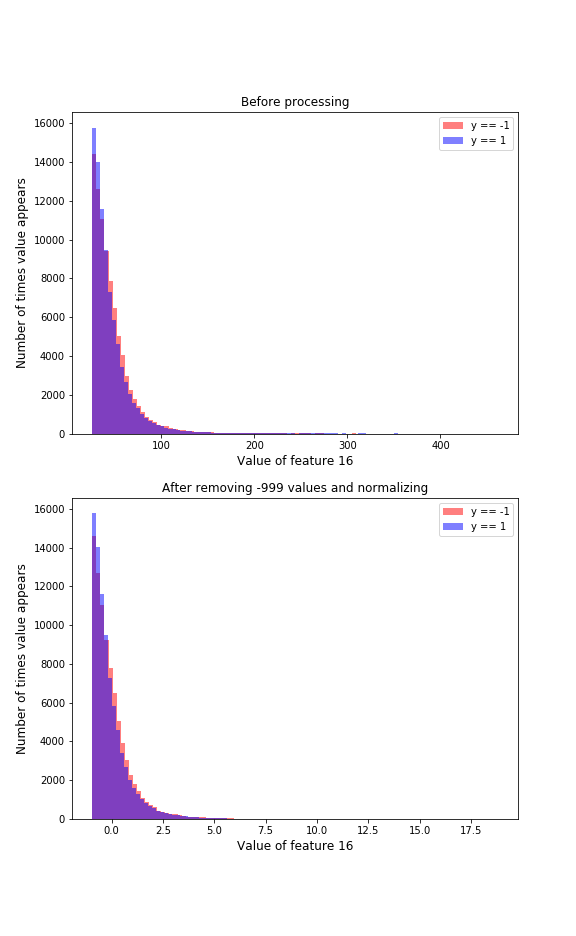 Before processing
y == -1
y == 1
16000
14000
12000
10000
8000
6000
4000
2000
0
Number of times value appears
100 200 300 400
Value of feature 16
After removing -999 values and normalizing
y == -1
y == 1
16000
14000
12000
10000
8000
6000
4000
2000
0
Number of times value appears
0.0 2.5 5.0 7.5 10.0 12.5 15.0 17.5
Value of feature 16